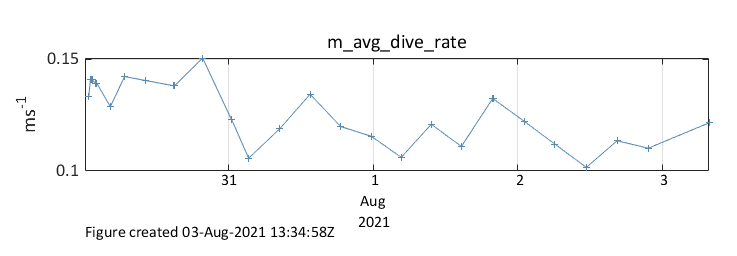 m_avg_dive_rate
0.15
ms-1
0.1
31 1 2 3
Aug
2021
Figure created 03-Aug-2021 13:34:58Z